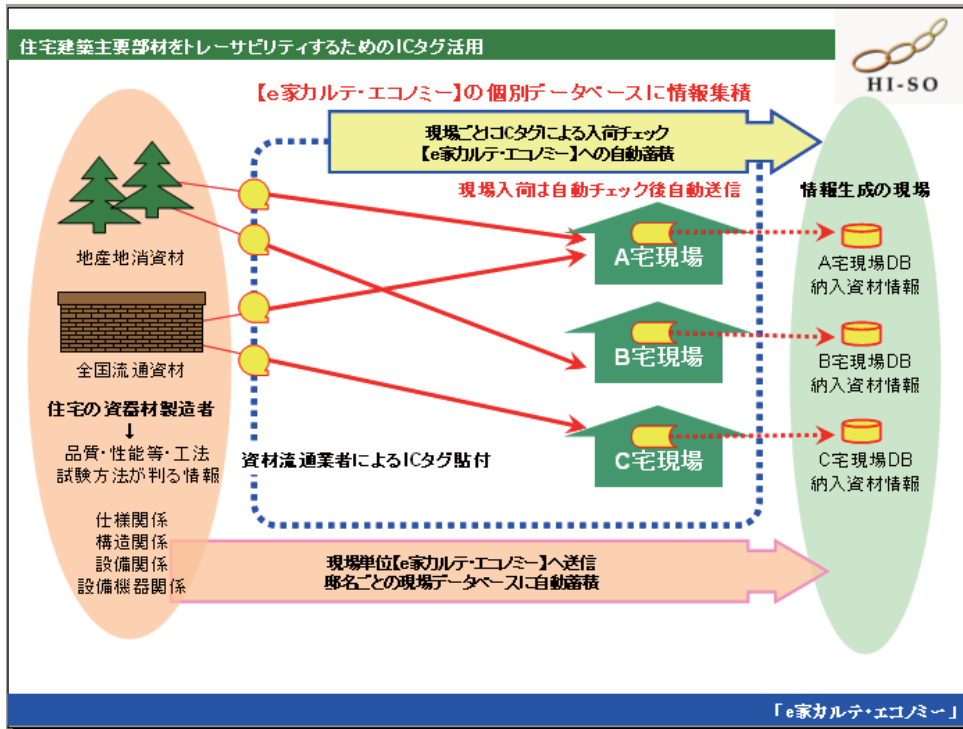 住宅建築主要部材をトレーサビリティするためのICタグ活用
HI-SO
【e家カルテ・エコノミー】の個別データベースに情報集積
現場ごとにICタグによる入荷チェック
【e家カルテ・エコノミー】への自動蓄積
現場入荷は自動チェック後自動送信
情報生成の現場
地産地消資材
A宅現場
A宅現場DB
納入資材情報
全国流通資材
B宅現場
B宅現場DB
納入資材情報
住宅の資器材製造者
↓
品質・性能等・工法
試験方法が判る情報
資材流通業者によるICタグ貼付
C宅現場
C宅現場DB
納入資材情報
仕様関係
構造関係
設備関係
設備機器関係
現場単位【e家カルテ・エコノミー】へ送信
邸名ごとの現場データベースに自動蓄積
「e家カルテ・エコノミー」